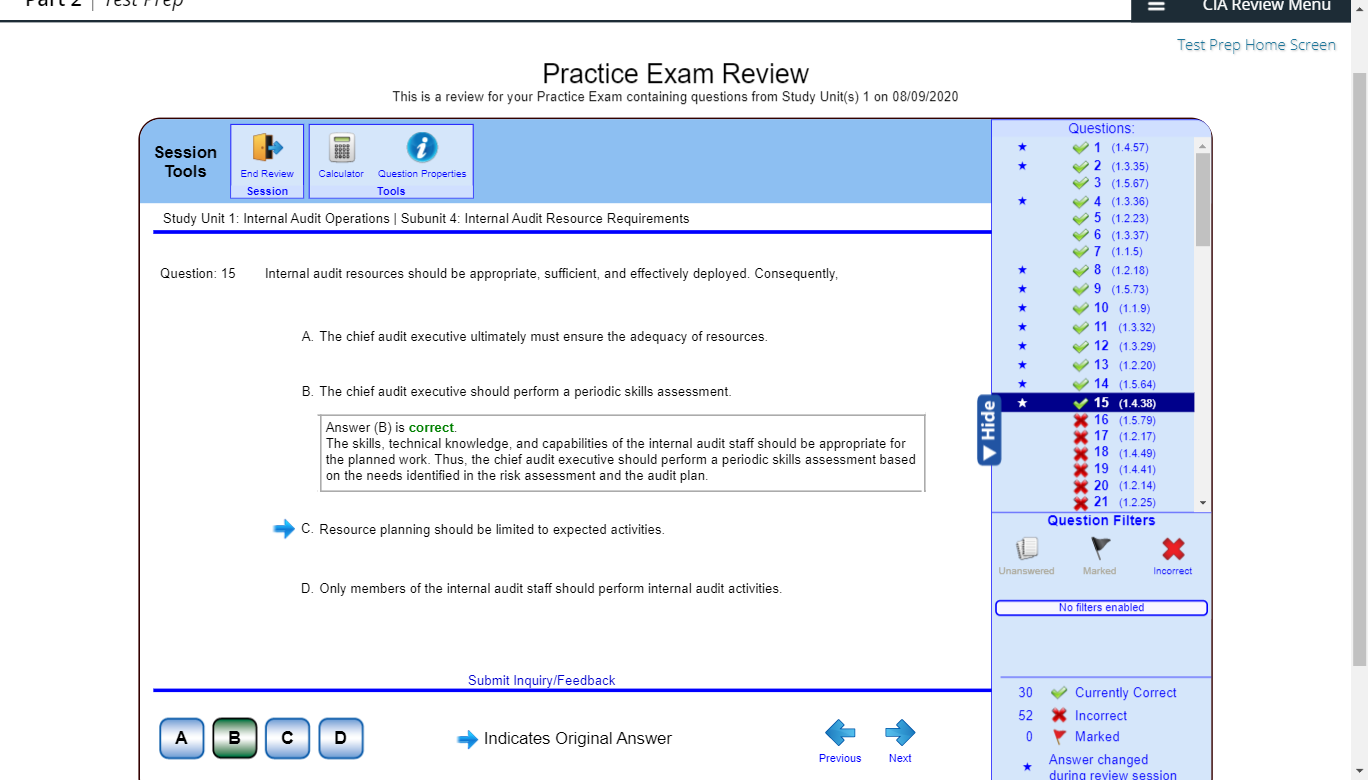 Part 2 | Test Prep
CIA Review Menu
Test Prep Home Screen
Practice Exam Review
This is a review for your Practice Exam containing questions from Study Unit(s) 1 on 08/09/2020
Session
Tools
End Review
Session
Calculator
Question Properties
Tools
Study Unit 1: Internal Audit Operations | Subunit 4: Internal Audit Resource Requirements
Question: 15 Internal audit resources should be appropriate, sufficient, and effectively deployed. Consequently,
A. The chief audit executive ultimately must ensure the adequacy of resources.
B. The chief audit executive should perform a periodic skills assessment.
Answer (B) is correct.
The skills, technical knowledge, and capabilities of the internal audit staff should be appropriate for
the planned work. Thus, the chief audit executive should perform a periodic skills assessment based
on the needs identified in the risk assessment and the audit plan.
C. Resource planning should be limited to expected activities.
D. Only members of the internal audit staff should perform internal audit activities.
Submit Inquiry/Feedback
A
B
C
D
Indicates Original Answer
Previous
Next
Hide
Questions:
1 (1.4.57)
2 (1.3.35)
3 (1.5.67)
4 (1.3.36)
5 (1.2.23)
6 (1.3.37)
7 (1.1.5)
8 (1.2.18)
9 (1.5.73)
10 (1.1.9)
11 (1.3.32)
12 (1.3.29)
13 (1.2.20)
14 (1.5.64)
15 (1.4.38)
16 (1.5.79)
17 (1.2.17)
18 (1.4.49)
19 (1.4.41)
20 (1.2.14)
21 (1.2.25)
Question Filters
Unanswered
Marked
Incorrect
No filters enabled
30 Currently Correct
52 Incorrect
0 Marked
Answer changed
during review session